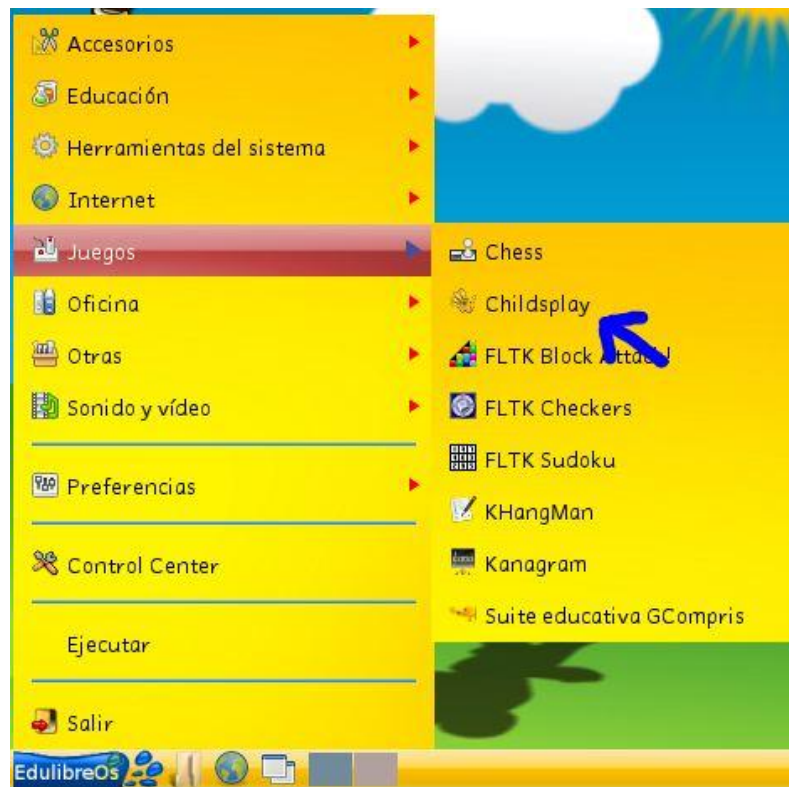 Accesorios
Educación
Herramientas del sistema
Internet
Juegos
Oficina
Otras
Sonido y vídeo
Preferencias
Control Center
Ejecutar
Salir
Chess
Childsplay
FLTK Block Attack!
FLTK Checkers
FLTK Sudoku
KHangMan
Kanagram
Suite educativa GCompris
EdulibreOs